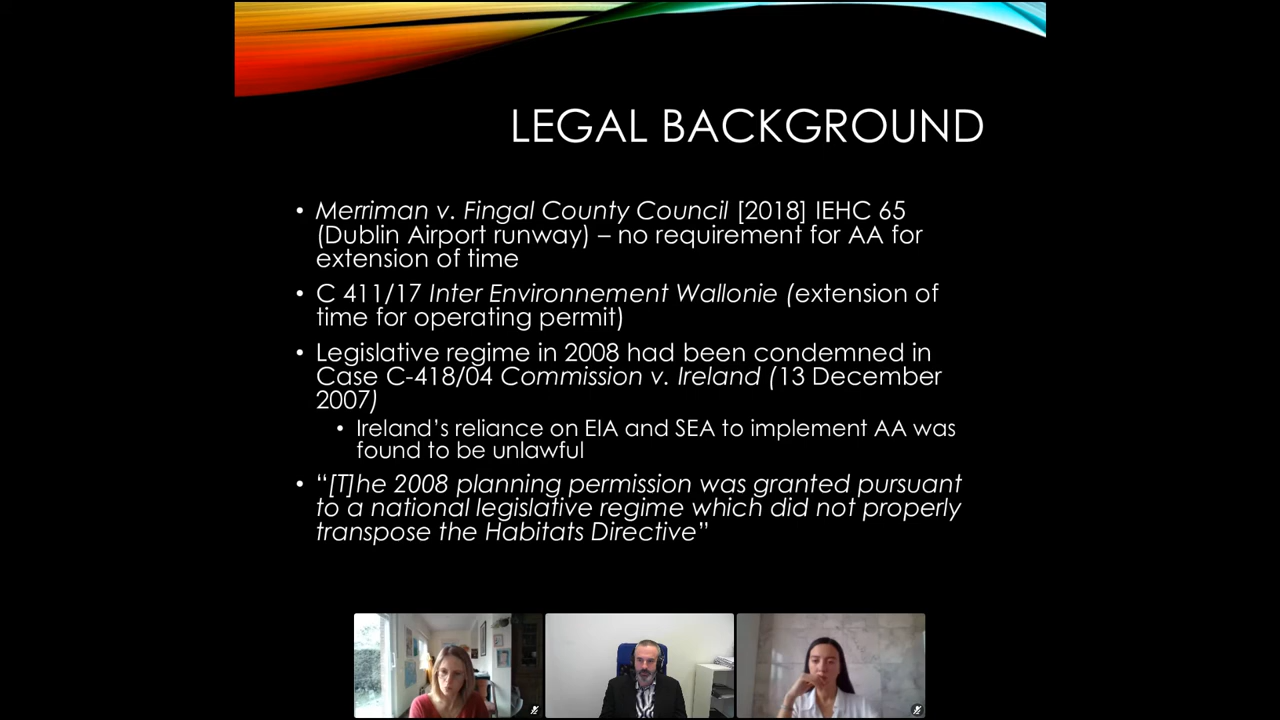 LEGAL BACKGROUND
• Merriman v. Fingal County Council [2018] IEHC 65
(Dublin Airport runway) – no requirement for AA for
extension of time
• C 411/17 Inter Environnement Wallonie (extension of
time for operating permit)
• Legislative regime in 2008 had been condemned in
Case C-418/04 Commission v. Ireland (13 December
2007)
• Ireland’s reliance on EIA and SEA to implement AA was
found to be unlawful
• “[T]he 2008 planning permission was granted pursuant
to a national legislative regime which did not properly
transpose the Habitats Directive”